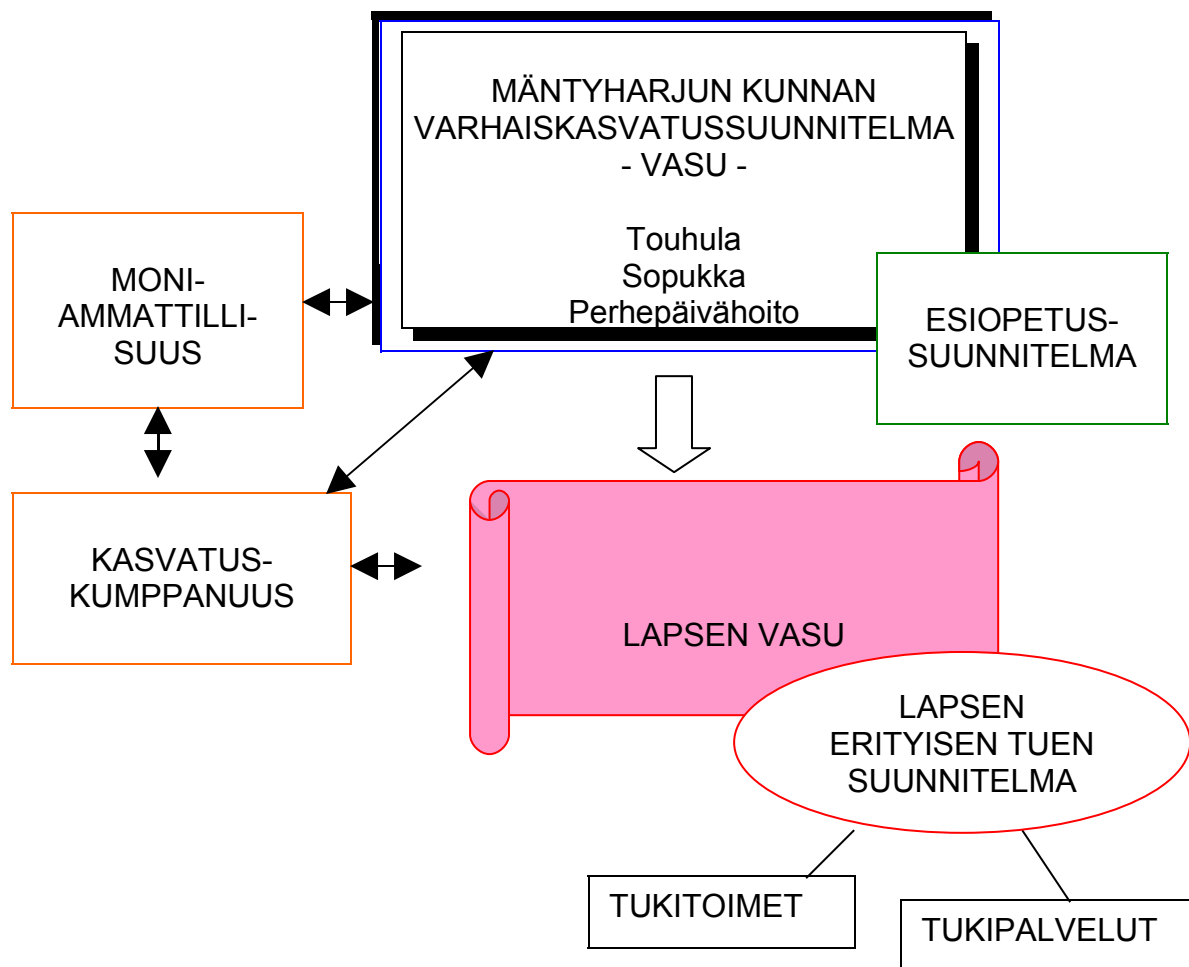 MÄNTYHARJUN KUNNAN
VARHAISKASVATUSSUUNNITELMA
- VASU -
Touhula
Sopukka
Perhepäivähoito
MONI-
AMMATTILLI-
SUUS
ESIOPETUS-
SUUNNITELMA
KASVATUS-
KUMPPANUUS
LAPSEN VASU
LAPSEN
ERITYISEN TUEN
SUUNNITELMA
TUKITOIMET
TUKIPALVELUT